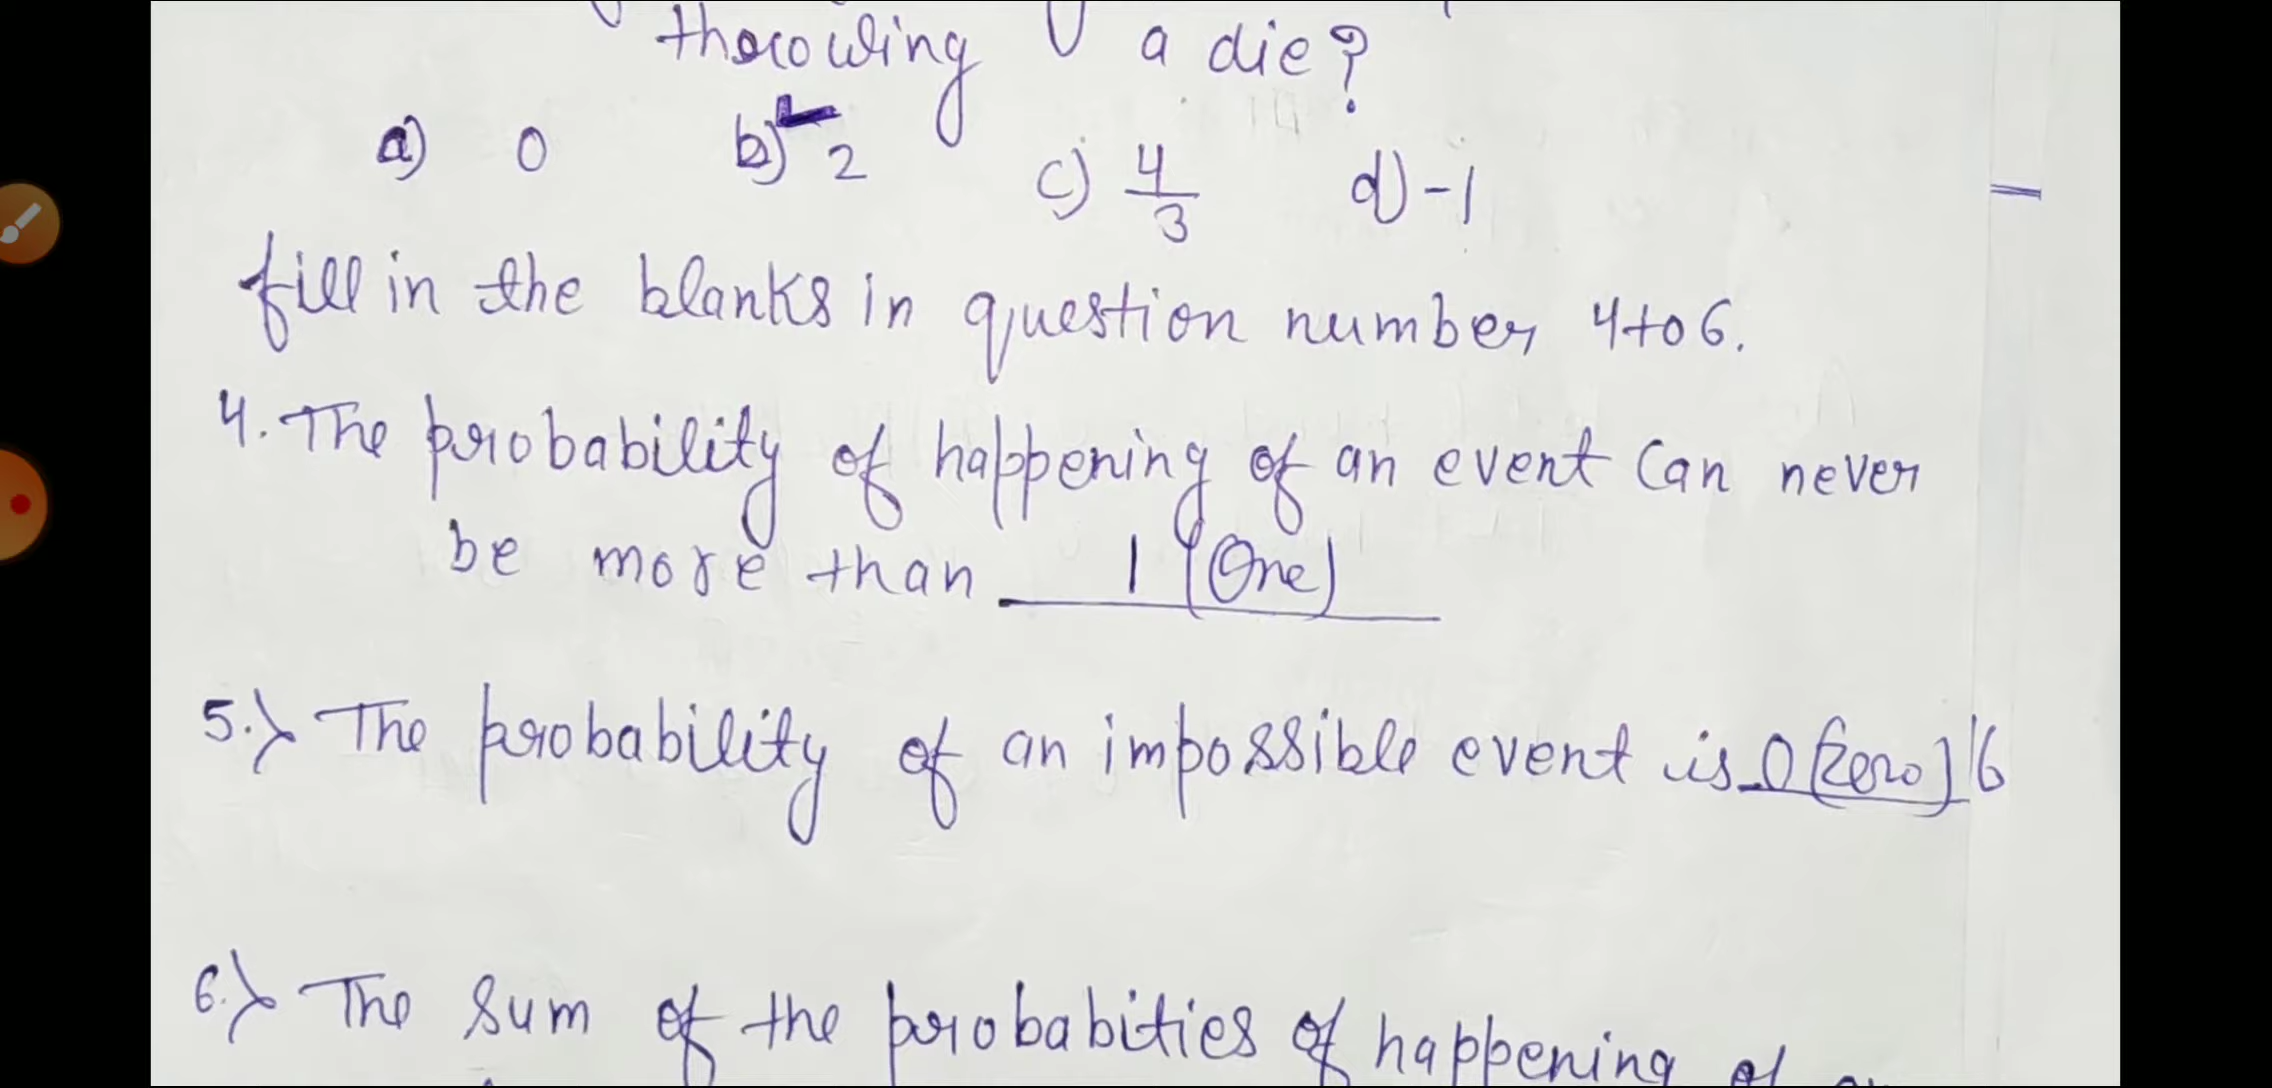 throwing a die?
a) 0 b) 2 c) 4/3 d) -1
fill in the blanks in question number 4 to 6.
4. The probability of happening of an event can never
be more than 1 (One)
5.) The probability of an impossible event is 0 (Zero)
6.) The sum of the probabities of happening of